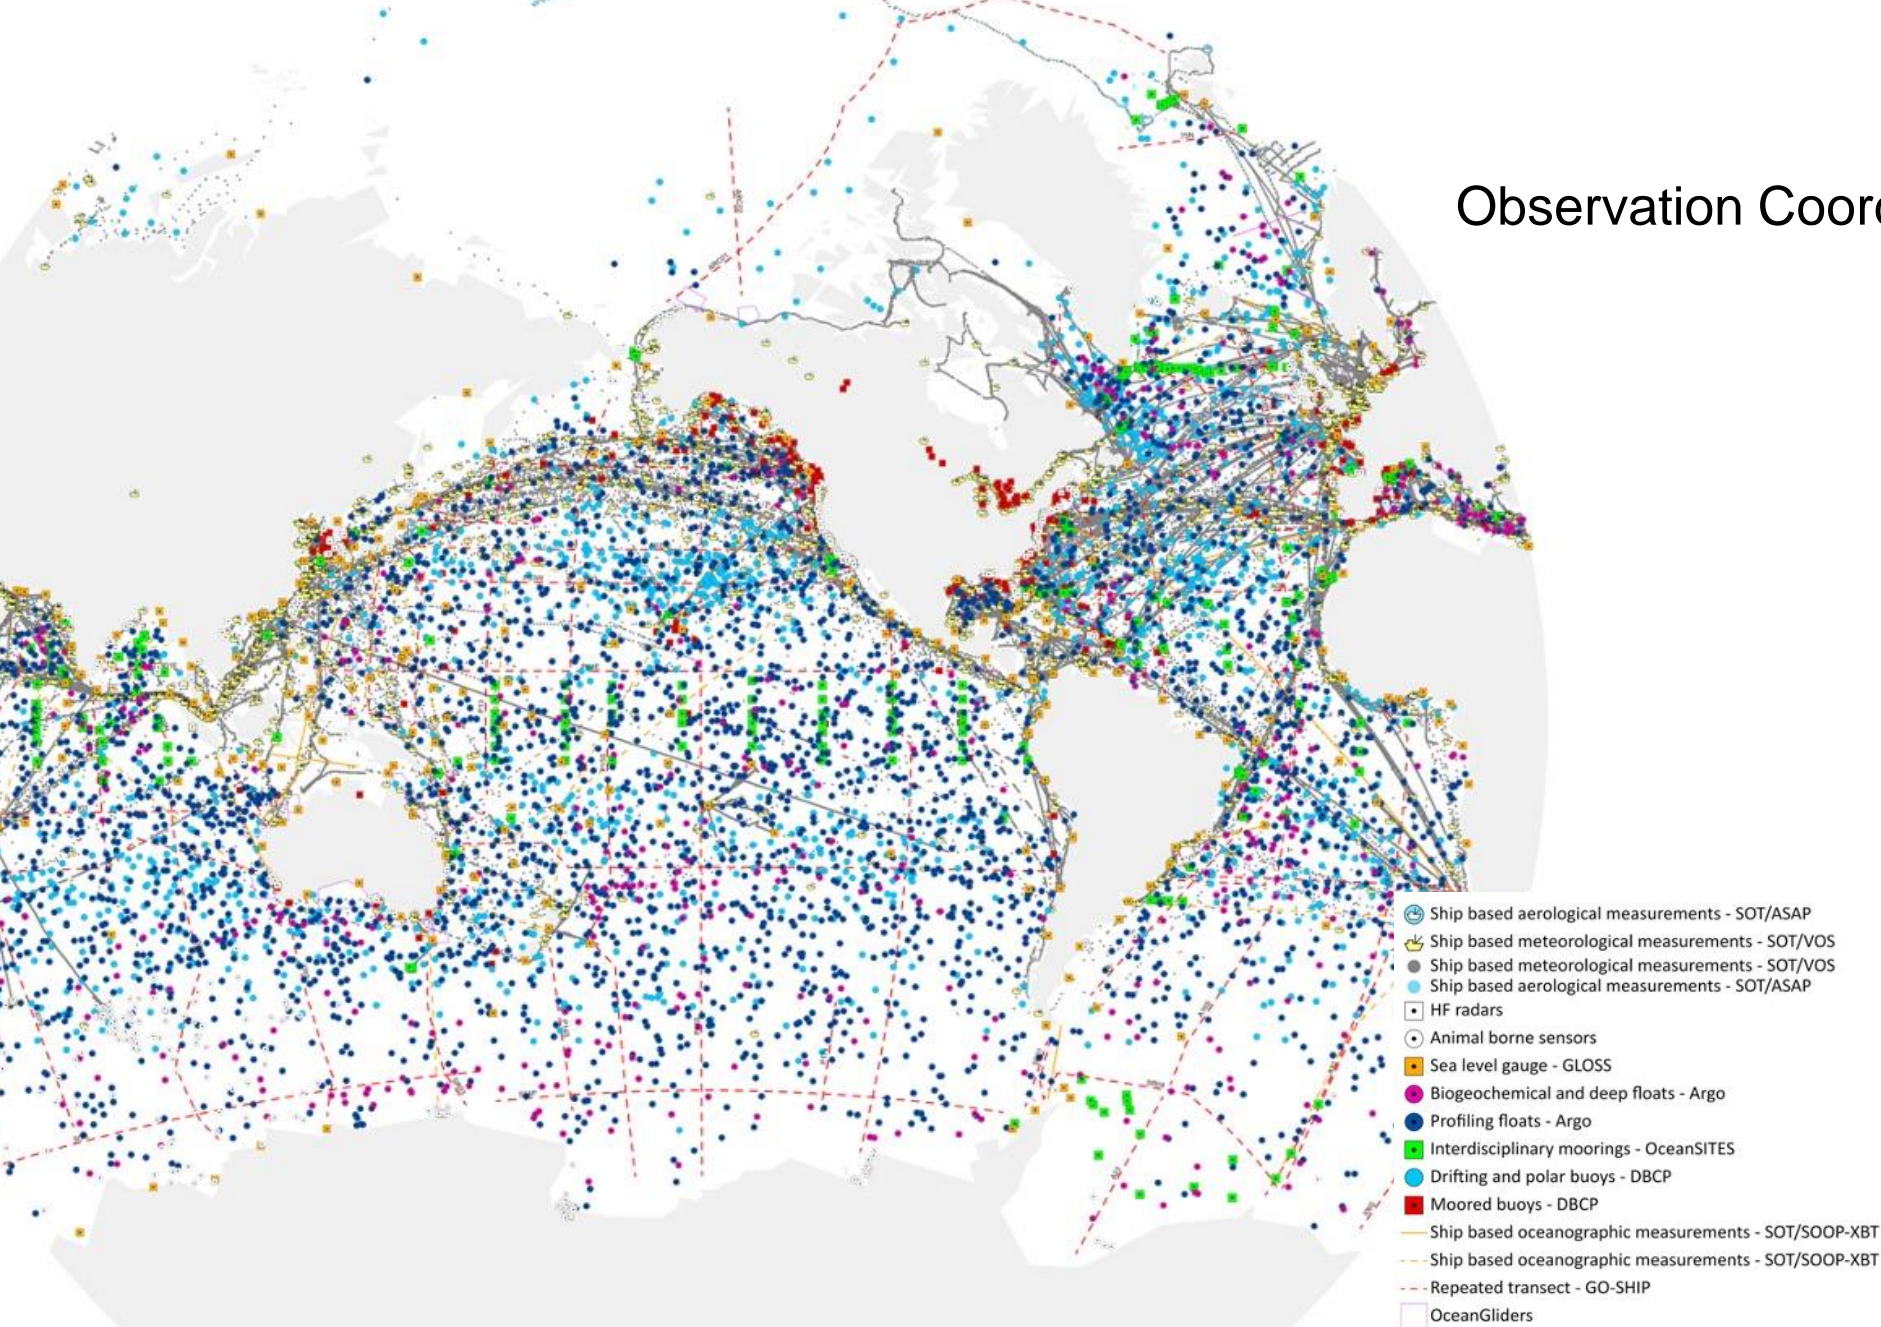 Observation Coor
Ship based aerological measurements - SOT/ASAP
Ship based meteorological measurements - SOT/VOS
Ship based meteorological measurements - SOT/VOS
Ship based aerological measurements - SOT/ASAP
HF radars
Animal borne sensors
Sea level gauge - GLOSS
Biogeochemical and deep floats - Argo
Profiling floats - Argo
Interdisciplinary moorings - OceanSITES
Drifting and polar buoys - DBCP
Moored buoys - DBCP
Ship based oceanographic measurements - SOT/SOOP-XBT
Ship based oceanographic measurements - SOT/SOOP-XBT
Repeated transect - GO-SHIP
OceanGliders